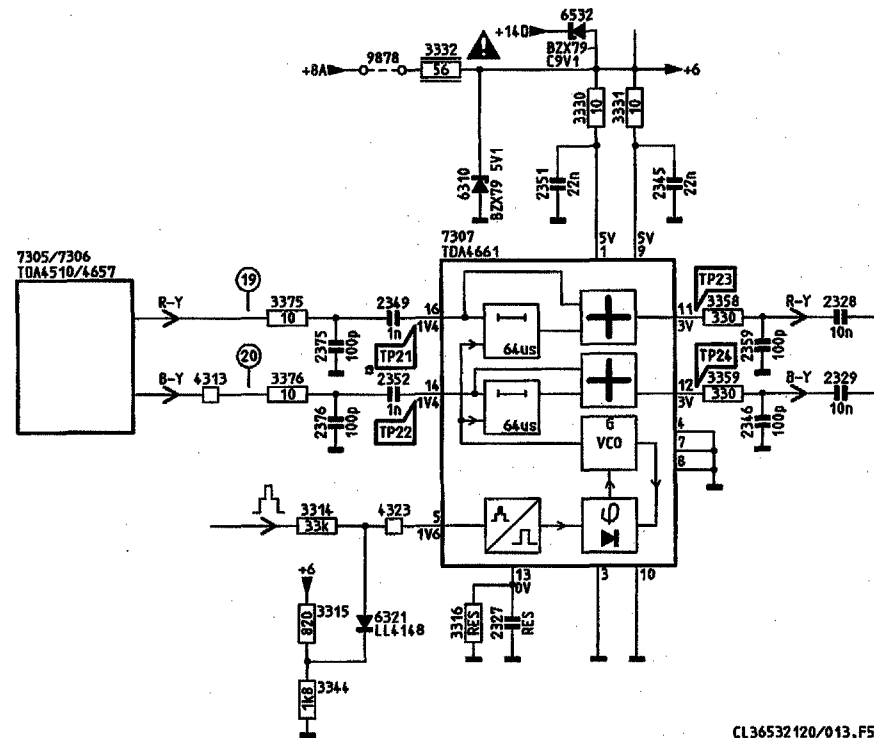 6532
+14D
BZX79
C9V1
9878
3332
+8A
56
+6
3330
10
3331
10
6310
BZX79 5V1
2351
22n
2345
22n
7305/7306
TDA4510/4657
7307
TDA4661
5V
1
5V
9
R-Y
19
3375
10
2349
1n
16
1V4
2375
100p
TP21
64us
11
3V
TP23
3358
330
R-Y
2328
10n
2359
100p
B-Y
4313
20
3376
10
2352
1n
14
1V4
2376
100p
TP22
64us
12
3V
TP24
3359
330
B-Y
2329
10n
2346
100p
6
VCO
4
7
8
3314
33k
4323
5
1V6
φ
+6
3315
820
6321
LL4148
3344
1k8
13
0V
3
10
3316
RES
2327
RES
CL36532120/013.F5